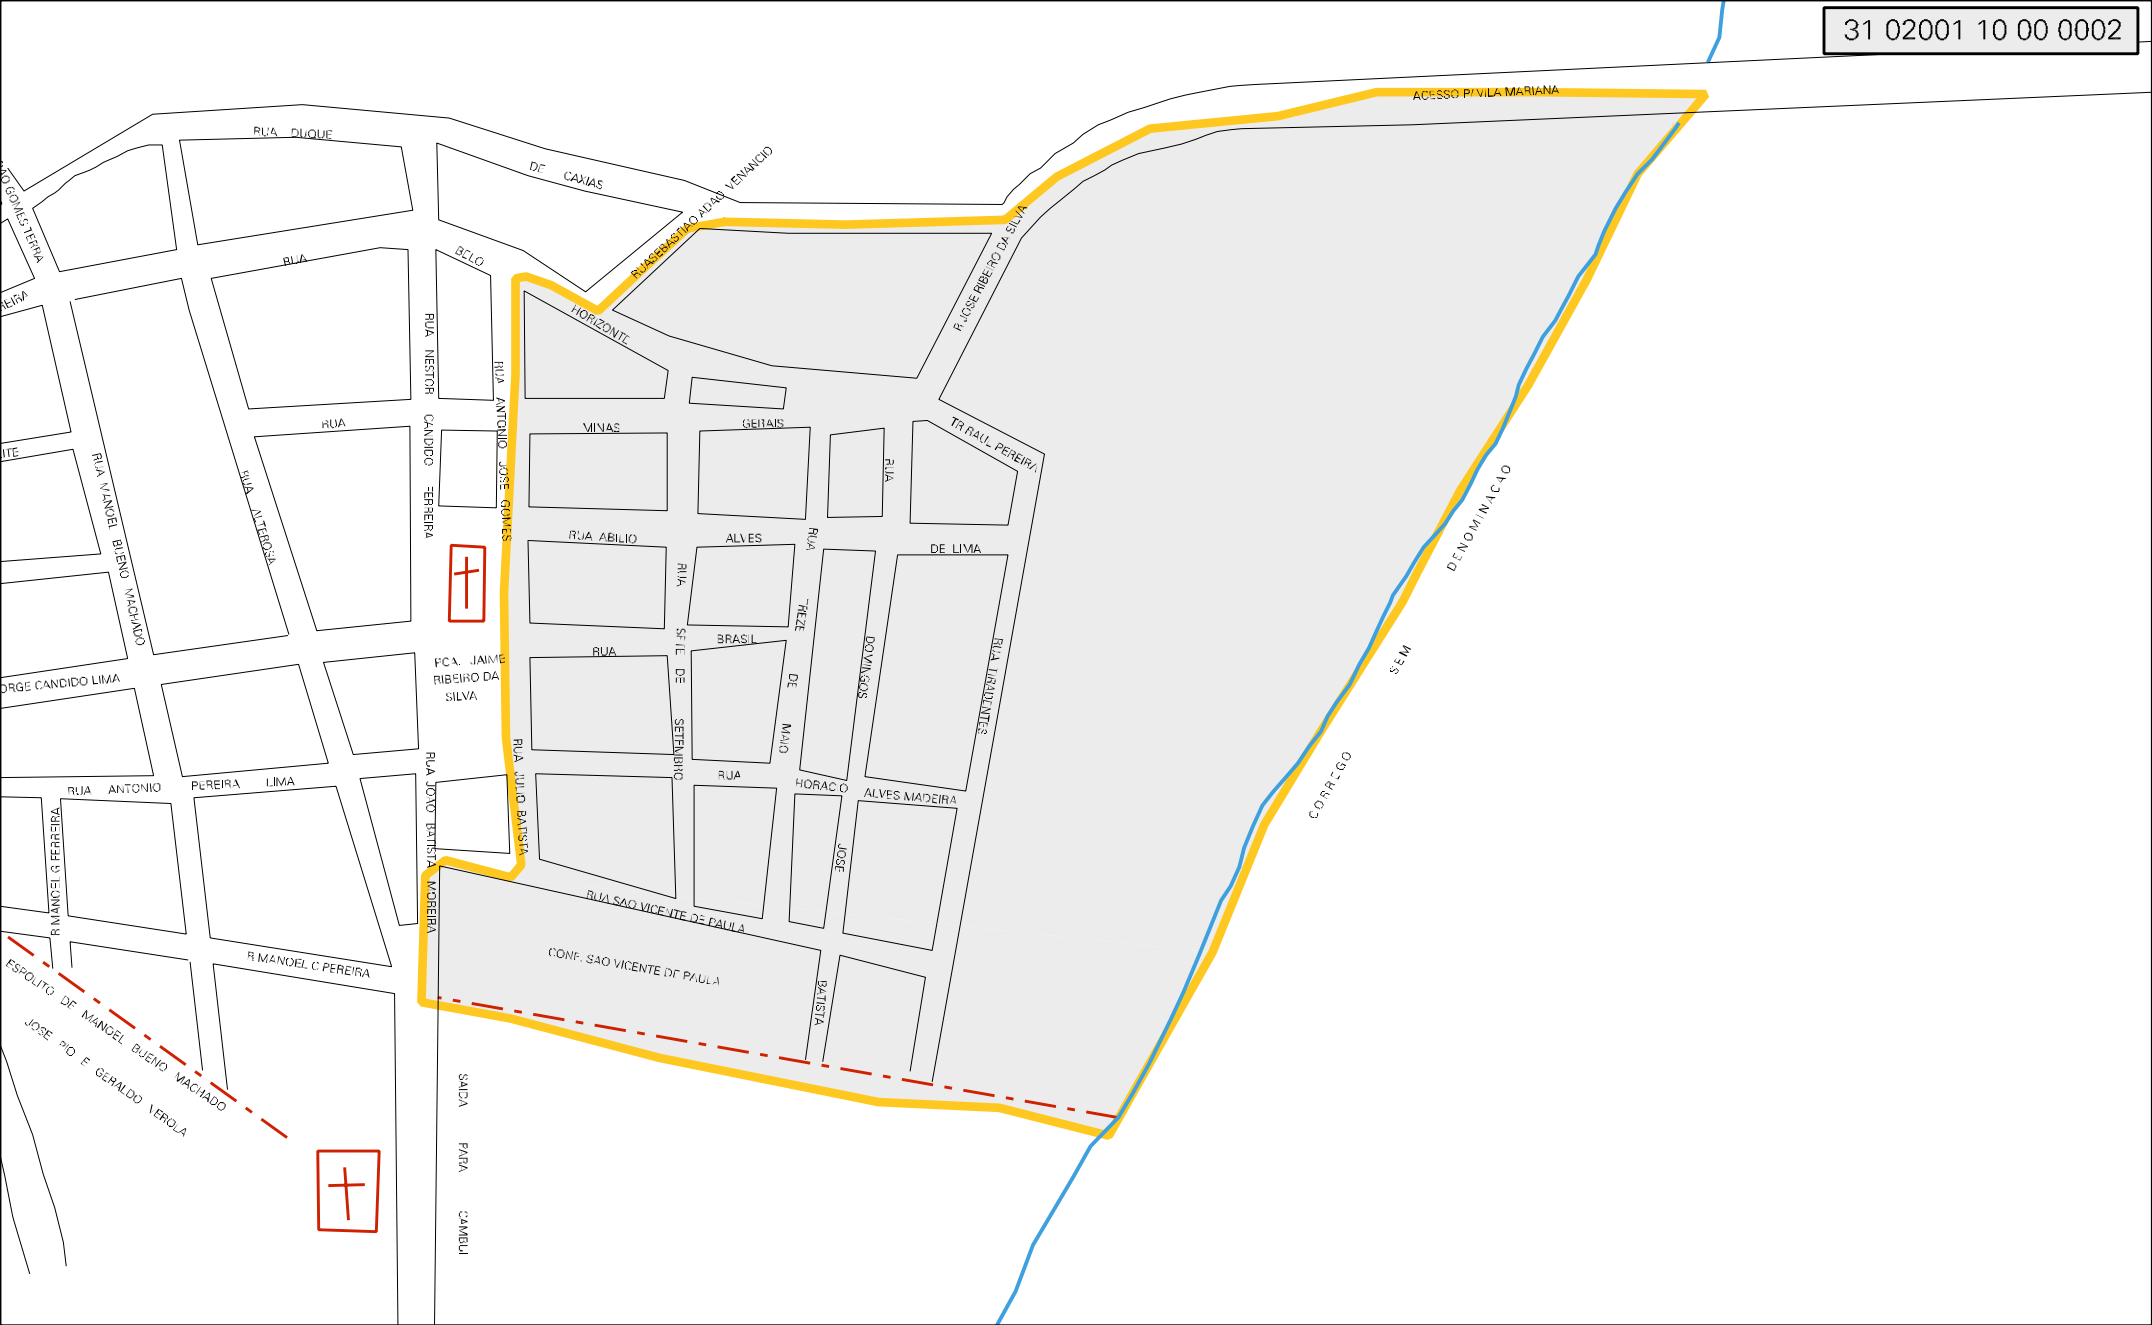 31 02001 10 00 0002
ACESSO P/ VILA MARIANA
RUA DUQUE
DE CAXIAS
RUA SEBASTIAO ADAO VENANCIO
GOMES TERRA
REIRA
RUA
BELO
HORIZONTE
R JOSE RIBEIRO DA SILVA
RUA NESTOR CANDIDO FERREIRA
RUA ANTONIO JOSE GOMES
RUA
MINAS
GERAIS
TR RAUL PEREIRA
ITE
RUA MANOEL BUENO MACHADO
RUA ALTEROSA
RUA
DOMINGOS
RUA ABILIO
ALVES
DE LIMA
RUA TREZE DE MAIO
RUA SETE DE SETEMBRO
RUA
BRASIL
RUA TIRADENTES
PCA. JAIME
RIBEIRO DA
SILVA
ORGE CANDIDO LIMA
RUA JULIO BATISTA
RUA JOAO BATISTA MOREIRA
RUA ANTONIO PEREIRA LIMA
RUA
HORACIO
ALVES MADEIRA
JOSE
BATISTA
R MANOEL G FERREIRA
RUA SAO VICENTE DE PAULA
CONF. SAO VICENTE DE PAULA
R MANOEL C PEREIRA
ESPOLITO DE MANOEL BUENO MACHADO
JOSE PIO E GERALDO VEROLA
SAIDA PARA CAMBUI
CORREGO SEM DENOMINACAO